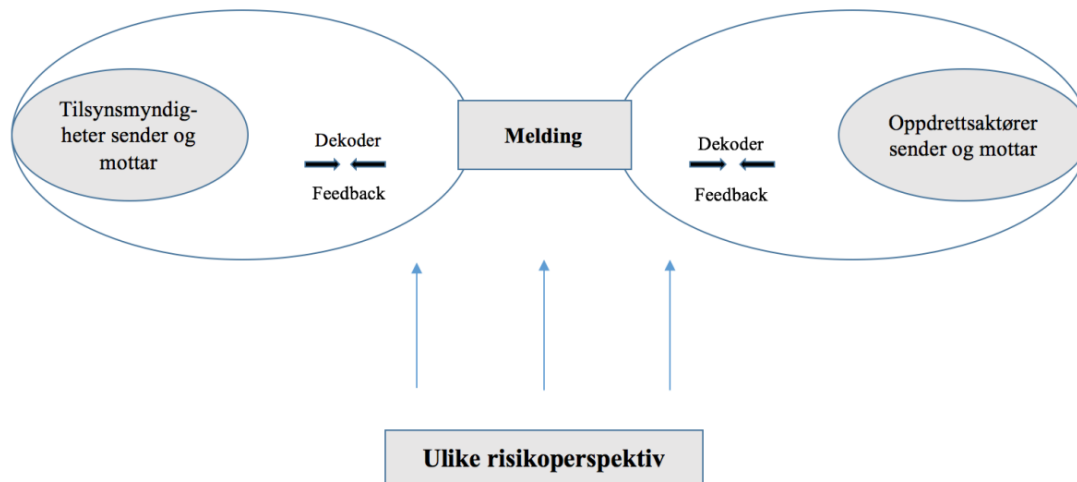 Tilsynsmyndig-
heter sender og
mottar
Dekoder
Feedback
Melding
Dekoder
Feedback
Oppdrettsaktører
sender og mottar
Ulike risikoperspektiv